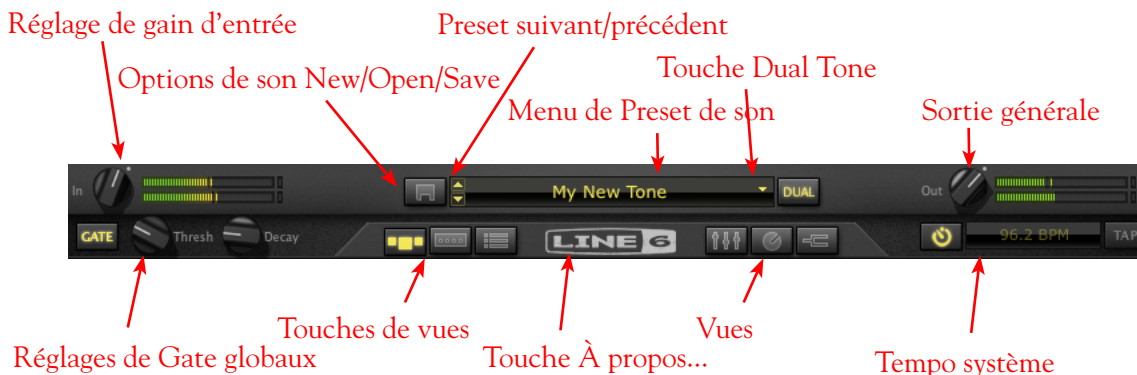 Réglage de gain d'entrée
Preset suivant/précédent
Options de son New/Open/Save
Touche Dual Tone
Menu de Preset de son
Sortie générale
In
My New Tone
DUAL
Out
GATE
Thresh
Decay
LINE 6
96.2 BPM
TAP
Touches de vues
Vues
Réglages de Gate globaux
Touche À propos...
Tempo système